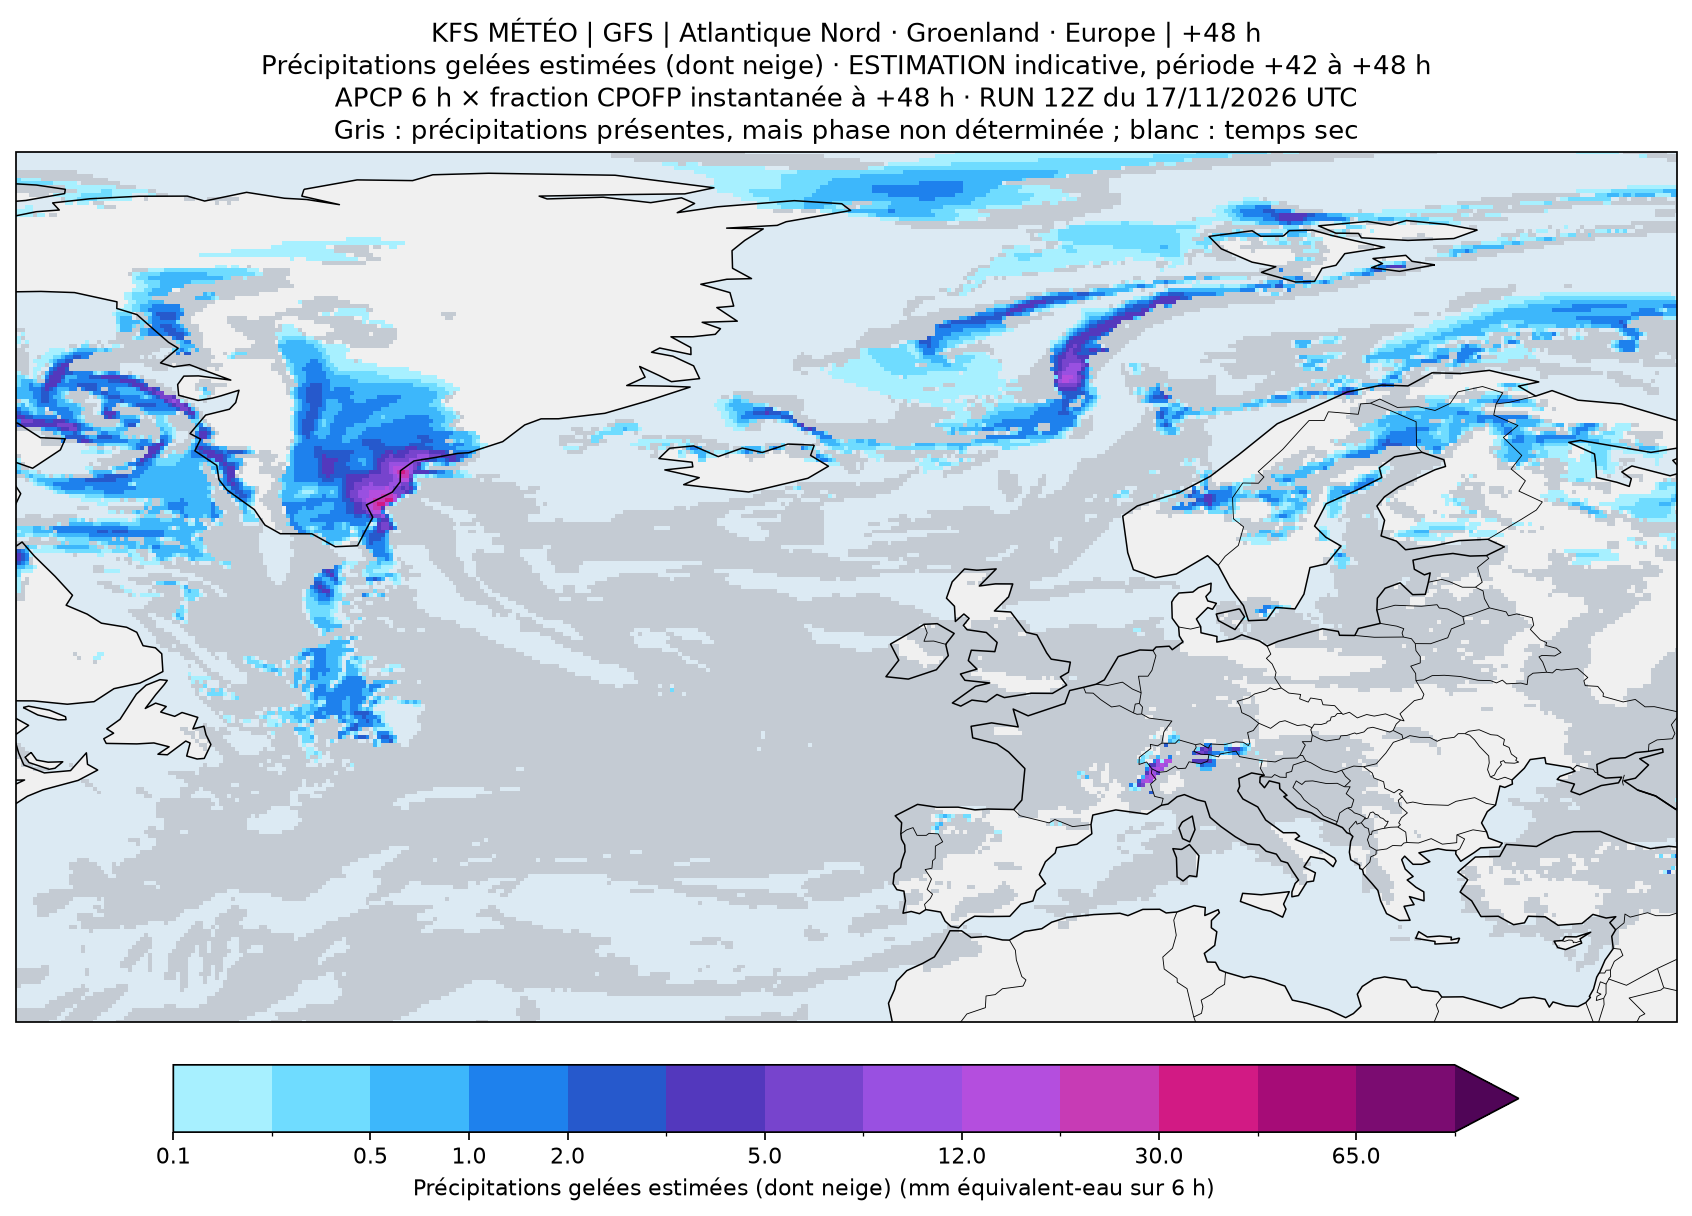 KFS MÉTÉO | GFS | Atlantique Nord · Groenland · Europe | +48 h
Précipitations gelées estimées (dont neige) · ESTIMATION indicative, période +42 à +48 h
APCP 6 h × fraction CPOFP instantanée à +48 h · RUN 12Z du 17/11/2026 UTC
Gris : précipitations présentes, mais phase non déterminée ; blanc : temps sec
0.1 0.5 1.0 2.0 5.0 12.0 30.0 65.0
Précipitations gelées estimées (dont neige) (mm équivalent-eau sur 6 h)